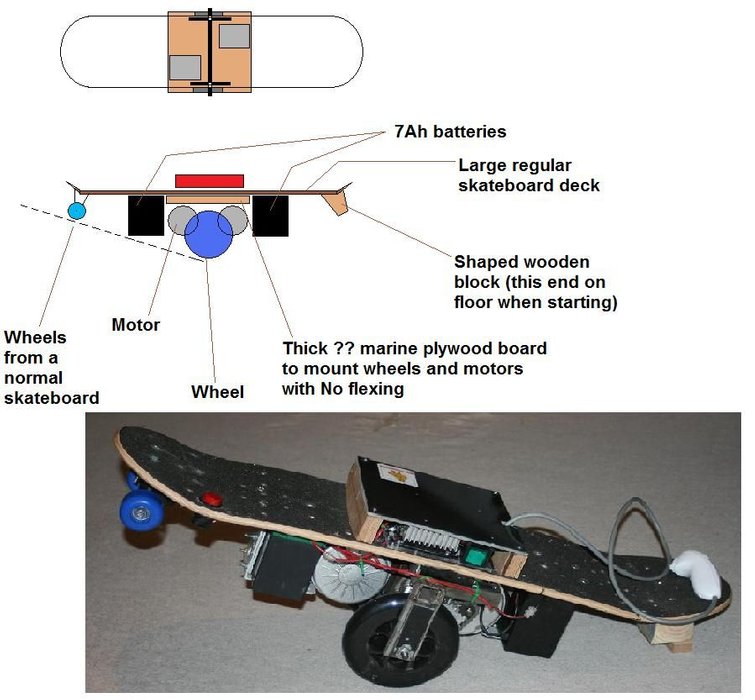 7Ah batteries
Large regular
skateboard deck
Shaped wooden
block (this end on
floor when starting)
Motor
Wheels
from a
normal
skateboard
Thick ?? marine plywood board
to mount wheels and motors
with No flexing
Wheel